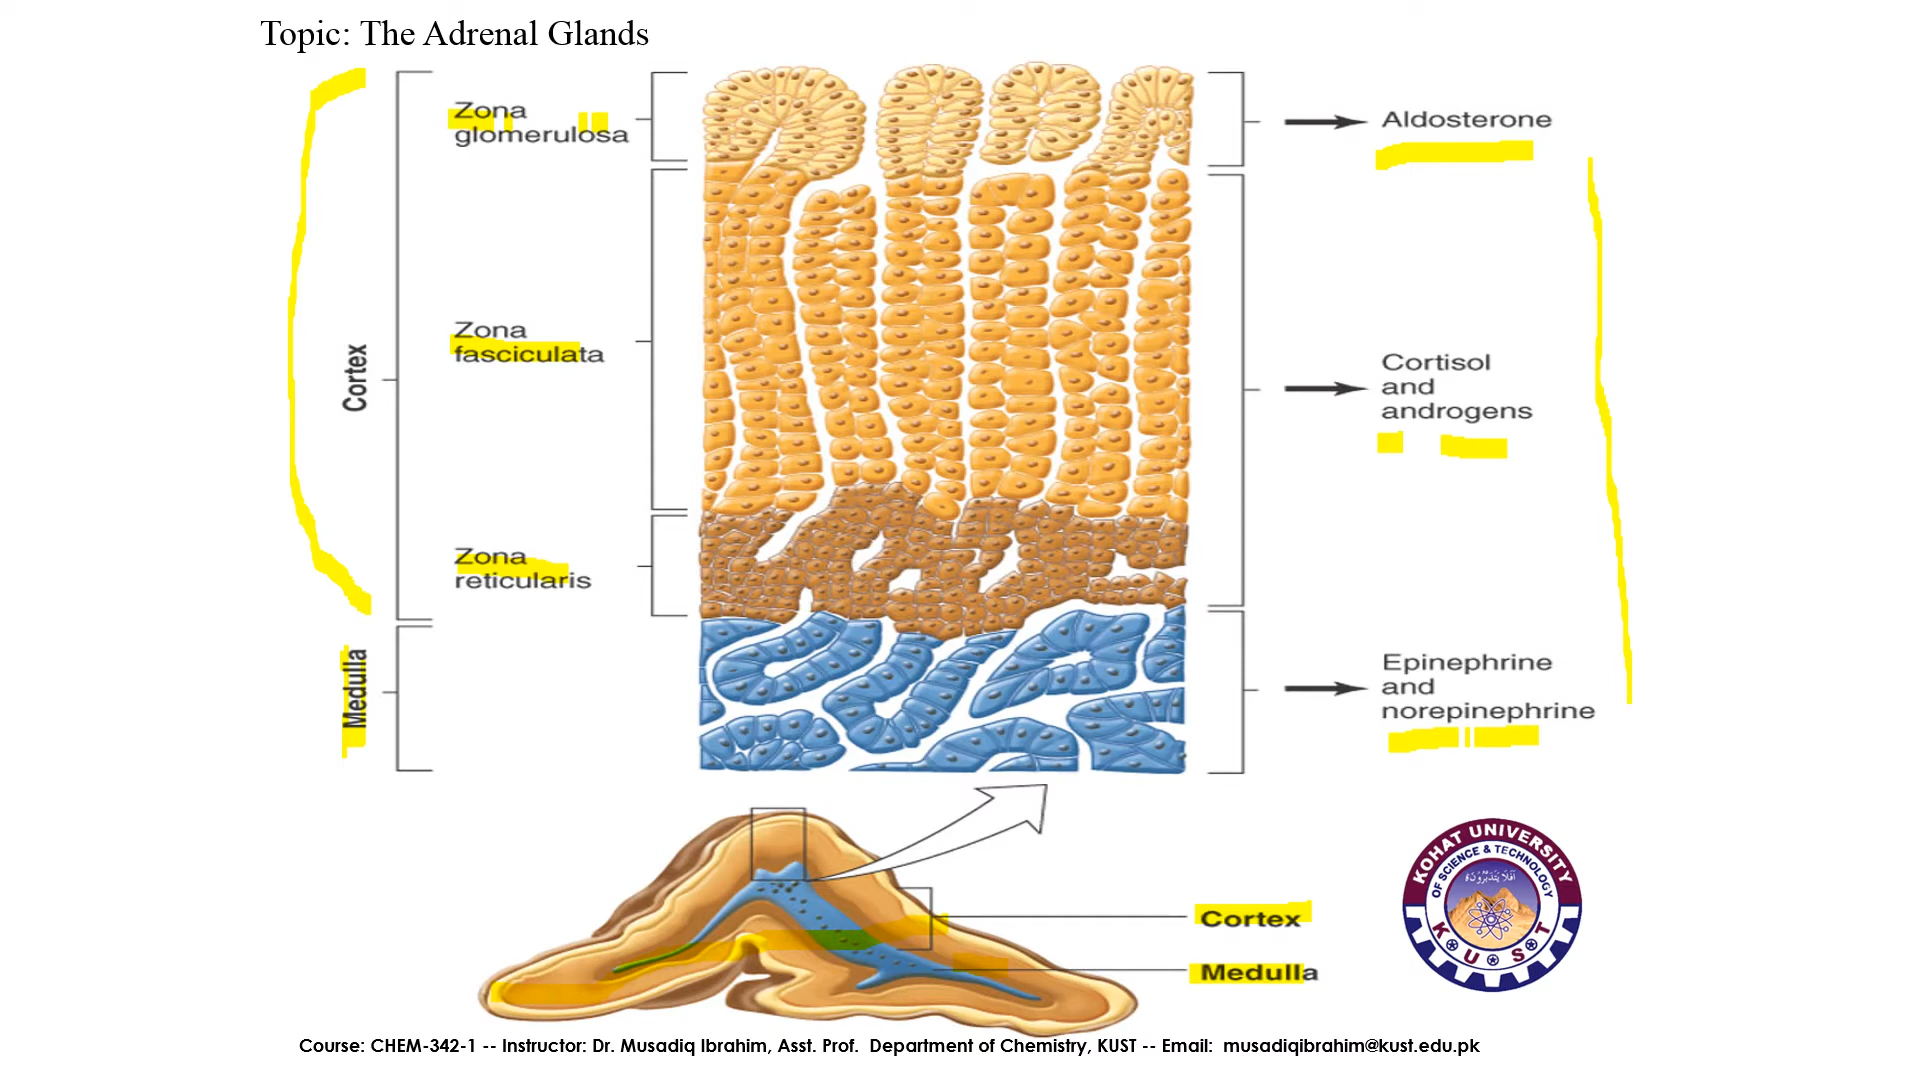 Topic: The Adrenal Glands
Zona
glomerulosa
Aldosterone
Cortex
Zona
fasciculata
Cortisol
and
androgens
Zona
reticularis
Medulla
Epinephrine
and
norepinephrine
Cortex
Medulla
KOHAT UNIVERSITY
OF SCIENCE & TECHNOLOGY
K U S T
Course: CHEM-342-1 -- Instructor: Dr. Musadiq Ibrahim, Asst. Prof.  Department of Chemistry, KUST -- Email:  musadiqibrahim@kust.edu.pk